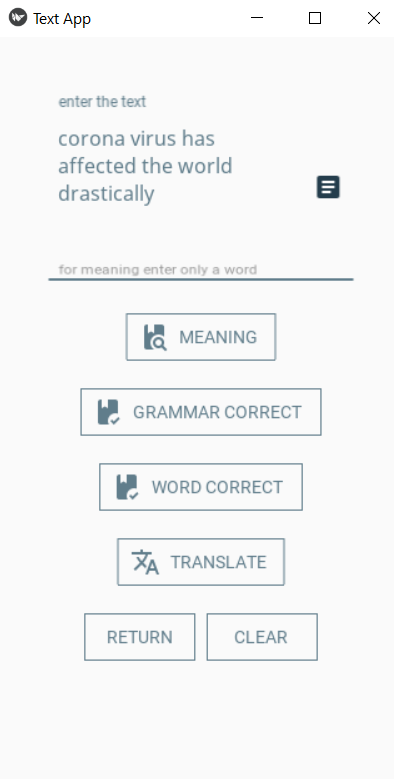 Text App
enter the text
corona virus has
affected the world
drastically
for meaning enter only a word
MEANING
GRAMMAR CORRECT
WORD CORRECT
TRANSLATE
RETURN CLEAR